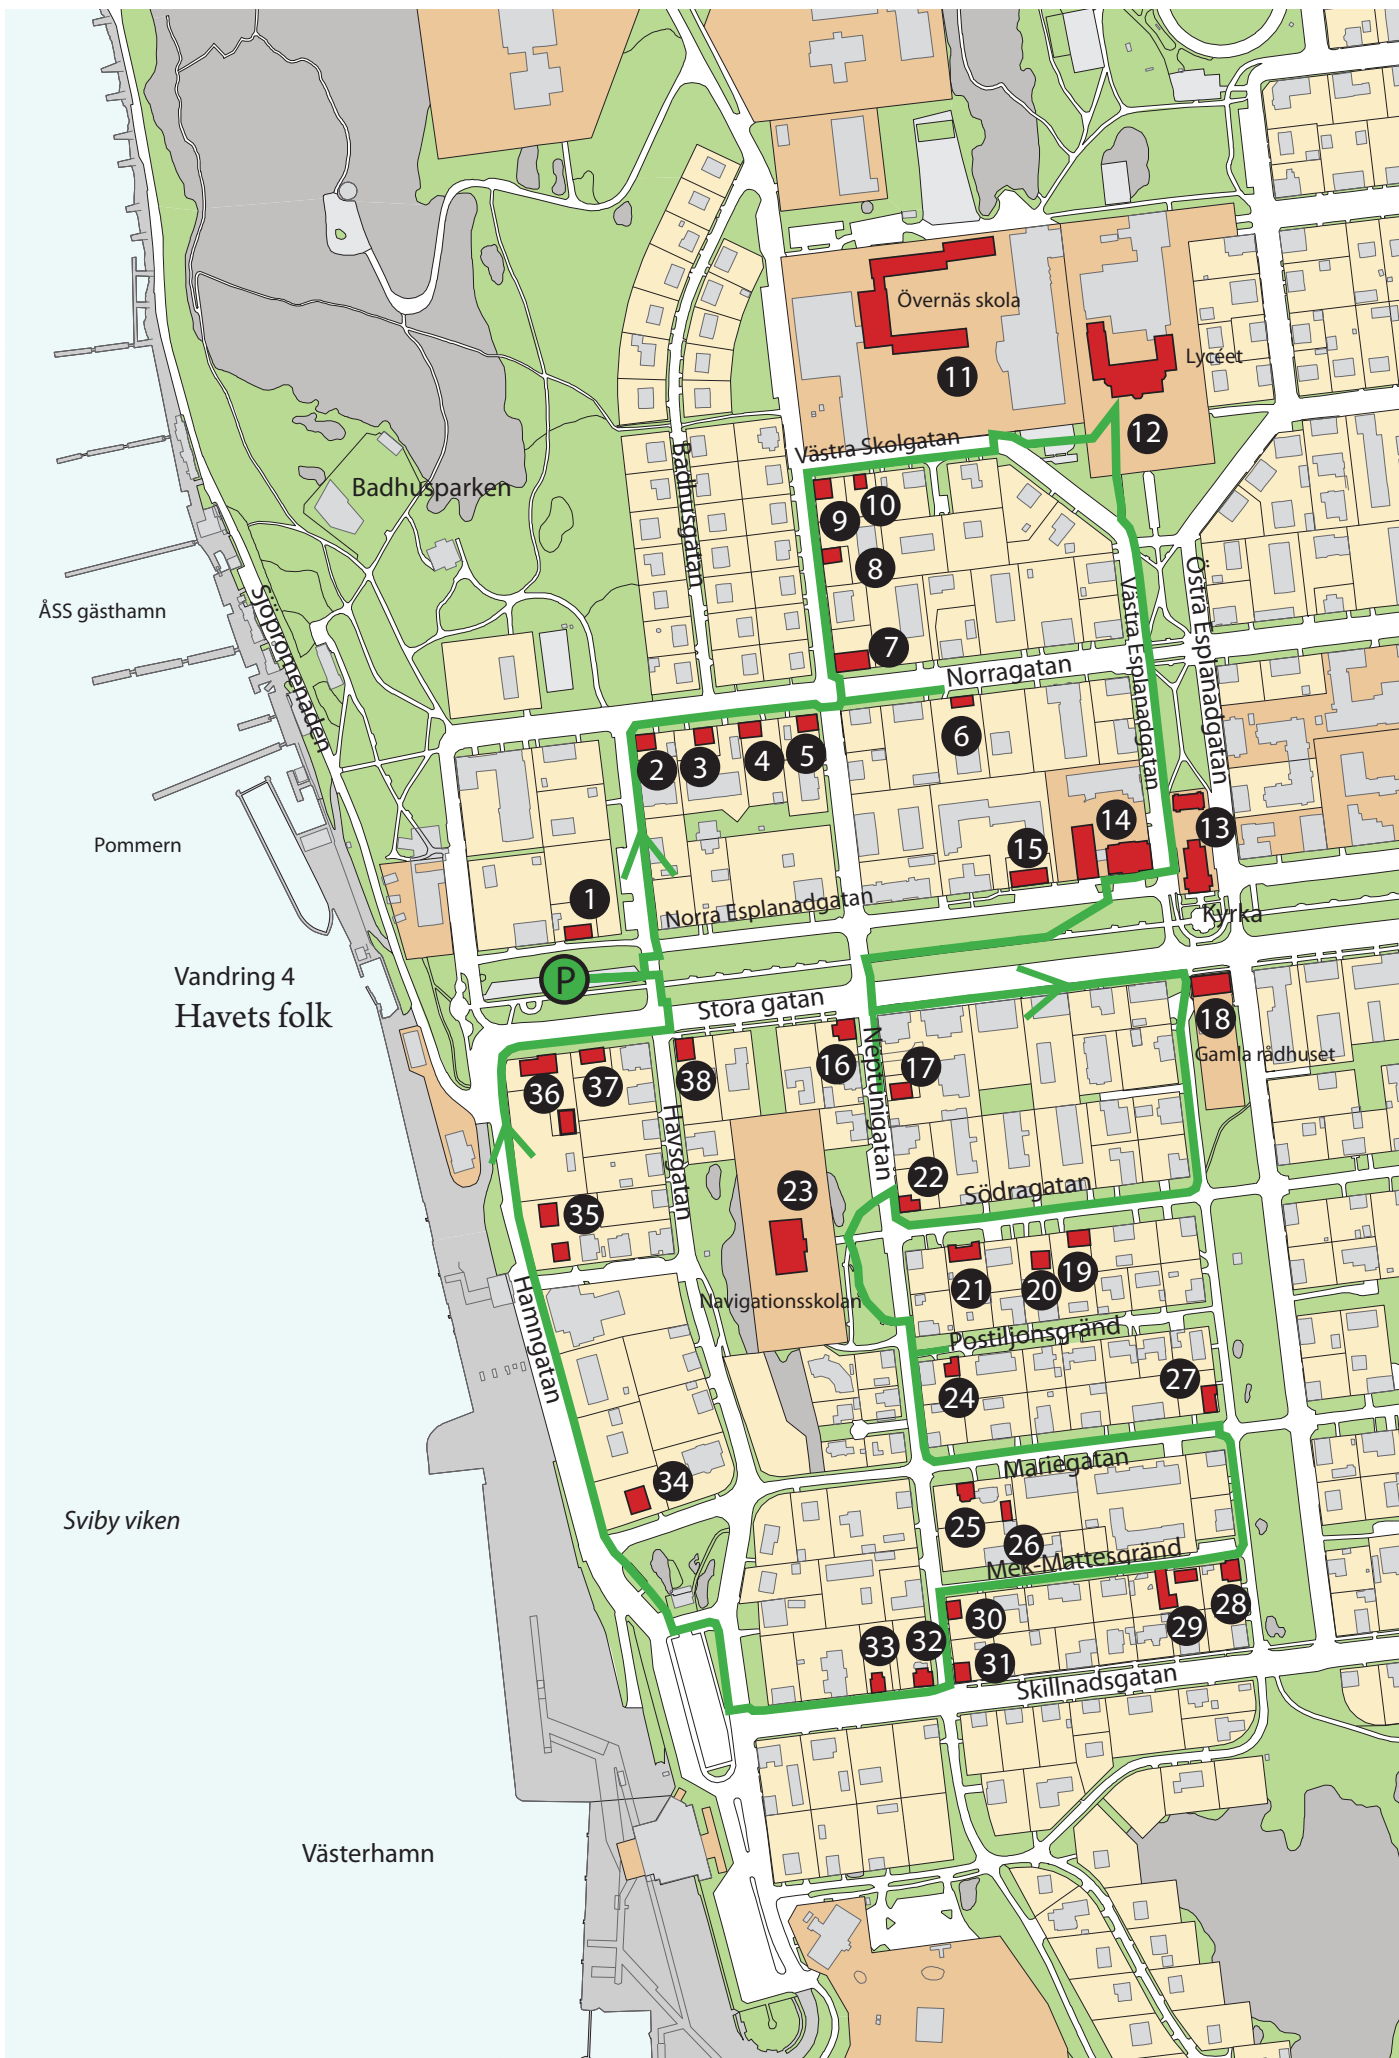 Övernäs skola
Lycéet
11
12
Västra Skolgatan
Badhusgatan
Badhusparken
9
10
8
7
Västra Esplanadgatan
Östra Esplanadgatan
ÅSS gästhamn
Sjöpromenaden
Norragatan
2
3
4
5
6
Pommern
13
14
15
1
Norra Esplanadgatan
Kyrka
P
Vandring 4
Havets folk
Stora gatan
18
Gamla rådhuset
Neptunigatan
16
17
36
37
38
Havsgatan
22
Södragatan
23
35
Navigationsskolan
21
20
19
Hamngatan
Postiljonsgränd
24
27
Mariegatan
34
25
26
Sviby viken
Mek-Mattesgränd
28
29
30
31
32
33
Skillnadsgatan
Västerhamn